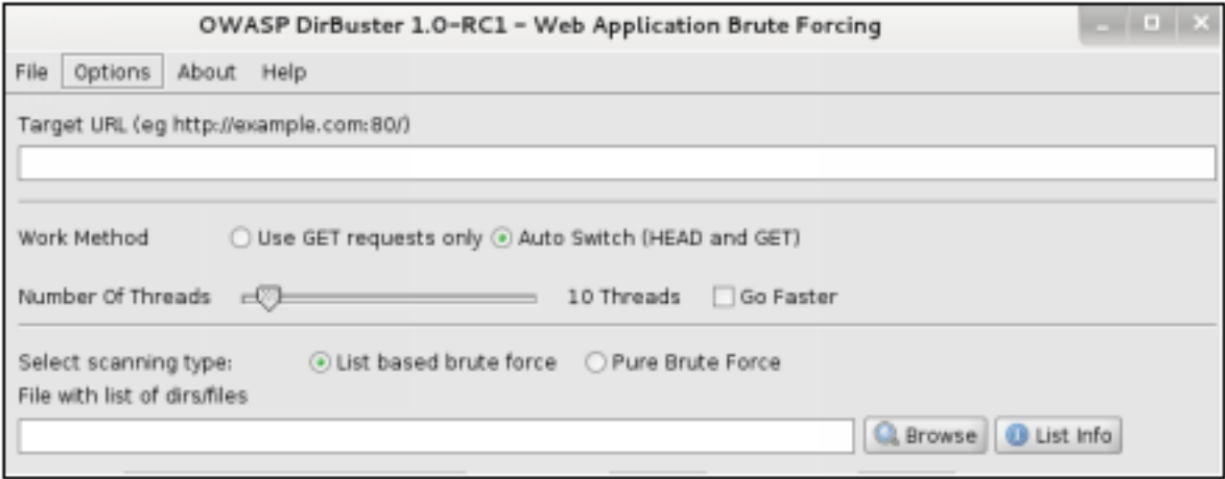 OWASP DirBuster 1.0-RC1 - Web Application Brute Forcing
File Options About Help
Target URL (eg http://example.com:80/)
Work Method Use GET requests only Auto Switch (HEAD and GET)
Number Of Threads 10 Threads Go Faster
Select scanning type: List based brute force Pure Brute Force
File with list of dirs/files
Browse List Info